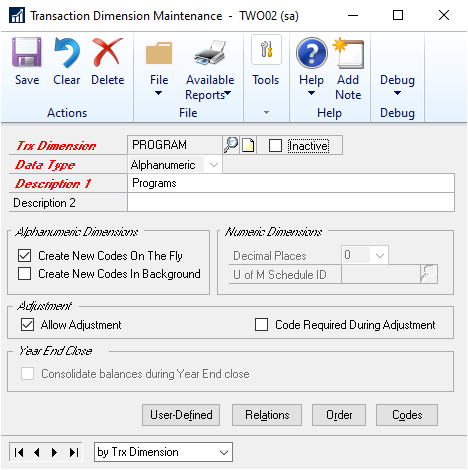 Transaction Dimension Maintenance - TWO02 (sa)
Save Clear Delete File Available Reports Tools Help Add Note Debug
Actions File Help Debug
Trx Dimension PROGRAM Inactive
Data Type Alphanumeric
Description 1 Programs
Description 2
Alphanumeric Dimensions
Create New Codes On The Fly
Create New Codes In Background
Numeric Dimensions
Decimal Places 0
U of M Schedule ID
Adjustment
Allow Adjustment Code Required During Adjustment
Year End Close
Consolidate balances during Year End close
User-Defined Relations Order Codes
by Trx Dimension